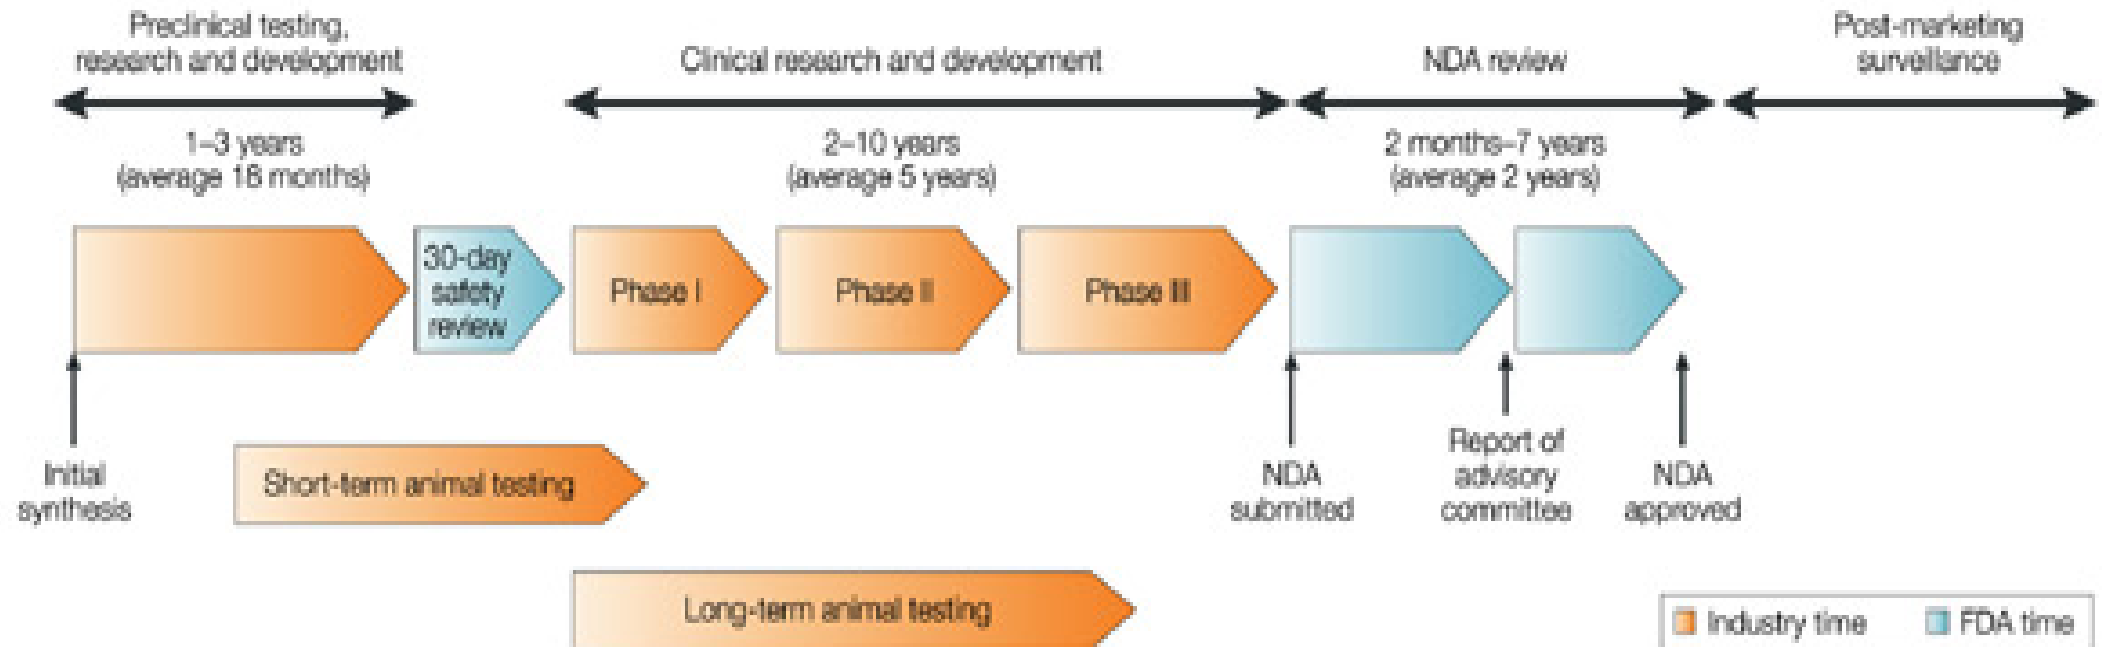 Preclinical testing,
research and development
1–3 years
(average 18 months)
Clinical research and development
2–10 years
(average 5 years)
NDA review
2 months–7 years
(average 2 years)
Post-marketing
surveillance
30-day
safety
review
Phase I
Phase II
Phase III
Initial
synthesis
NDA
submitted
Report of
advisory
committee
NDA
approved
Short-term animal testing
Long-term animal testing
Industry time
FDA time